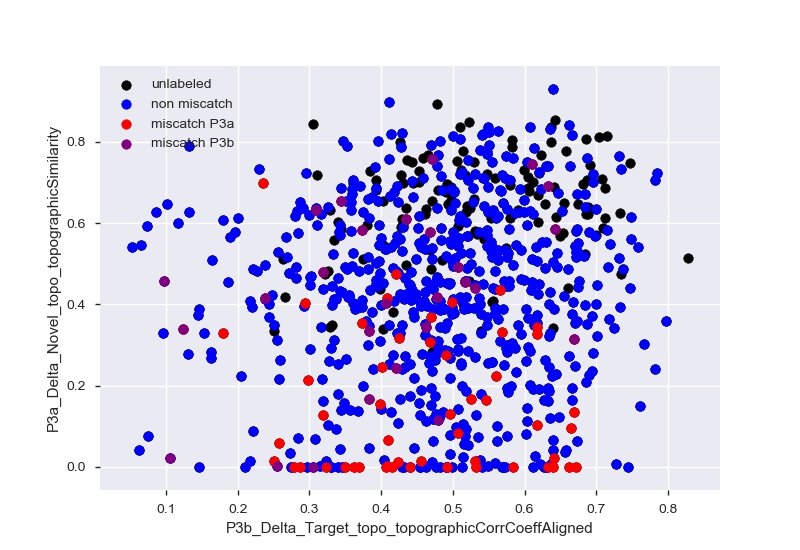 unlabeled
non miscatch
miscatch P3a
miscatch P3b
0.8
0.6
0.4
0.2
0.0
P3a_Delta_Novel_topo_topographicSimilarity
0.1 0.2 0.3 0.4 0.5 0.6 0.7 0.8
P3b_Delta_Target_topo_topographicCorrCoeffAligned